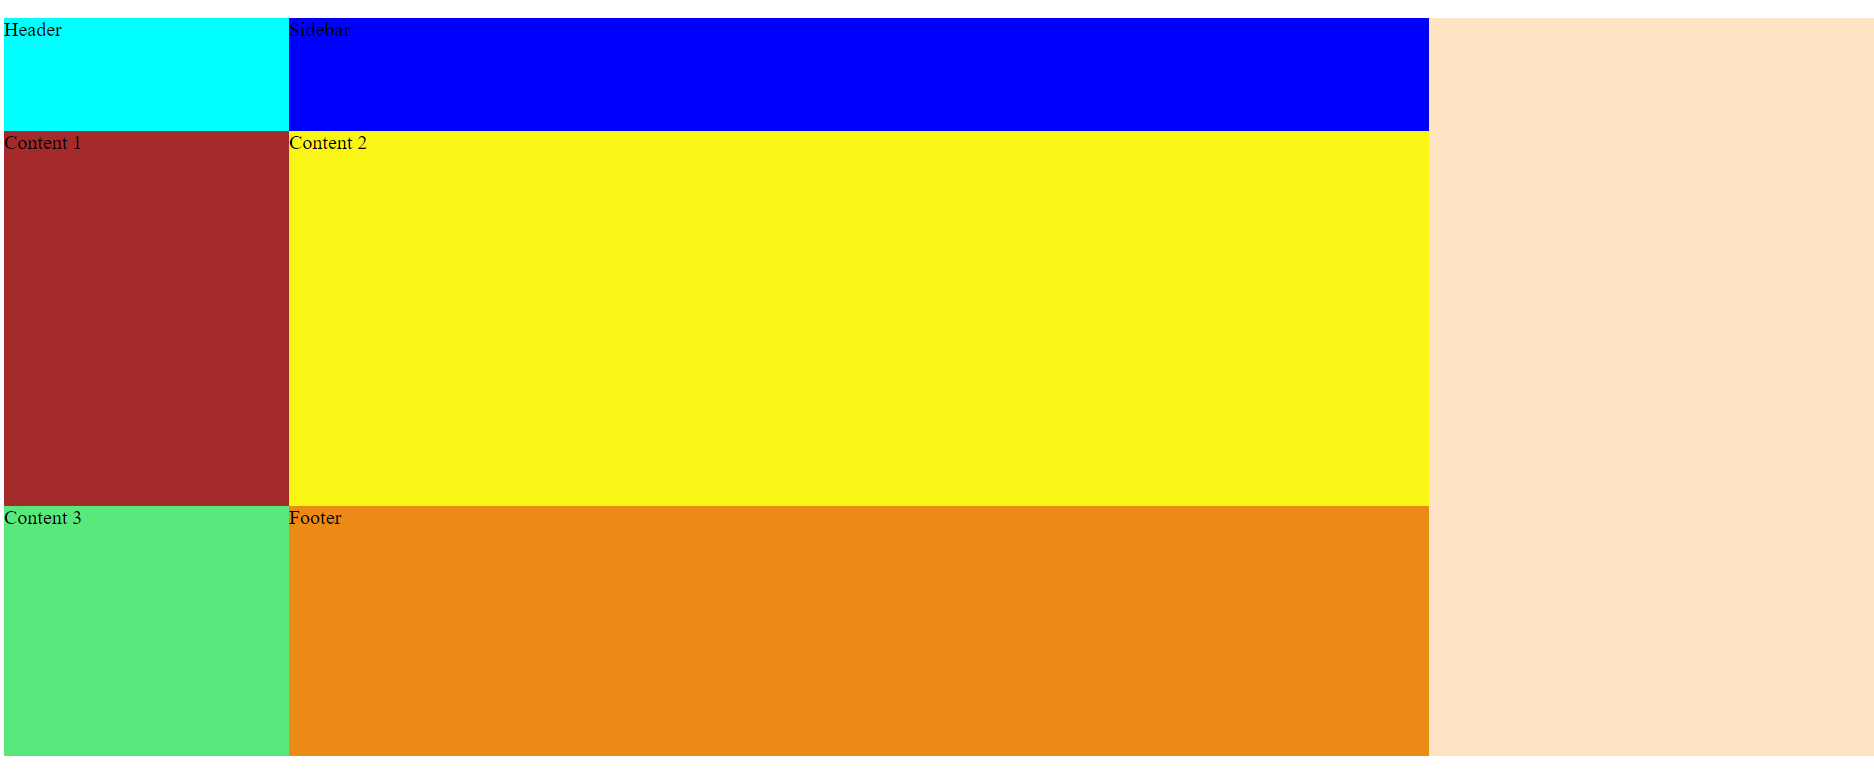 Header
Sidebar
Content 1
Content 2
Content 3
Footer